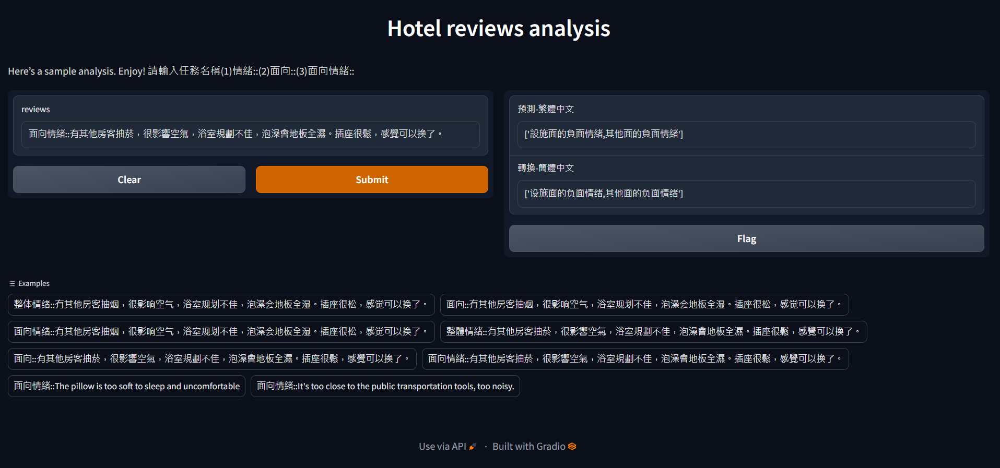 Hotel reviews analysis
Here’s a sample analysis. Enjoy! 請輸入任務名稱(1)情緒::(2)面向::(3)面向情緒::
reviews
面向情緒::有其他房客抽菸，很影響空氣，浴室規劃不佳，泡澡會地板全濕。插座很鬆，感覺可以換了。
Clear
Submit
預測-繁體中文
['設施面的負面情緒,其他面的負面情緒']
轉換-簡體中文
['设施面的负面情绪,其他面的负面情绪']
Flag
Examples
整体情绪::有其他房客抽烟，很影响空气，浴室规划不佳，泡澡会地板全湿。插座很松，感觉可以换了。
面向::有其他房客抽烟，很影响空气，浴室规划不佳，泡澡会地板全湿。插座很松，感觉可以换了。
面向情绪::有其他房客抽烟，很影响空气，浴室规划不佳，泡澡会地板全湿。插座很松，感觉可以换了。
整體情緒::有其他房客抽菸，很影響空氣，浴室規劃不佳，泡澡會地板全濕。插座很鬆，感覺可以換了。
面向::有其他房客抽菸，很影響空氣，浴室規劃不佳，泡澡會地板全濕。插座很鬆，感覺可以換了。
面向情緒::有其他房客抽菸，很影響空氣，浴室規劃不佳，泡澡會地板全濕。插座很鬆，感覺可以換了。
面向情緒::The pillow is too soft to sleep and uncomfortable
面向情緒::It's too close to the public transportation tools, too noisy.
Use via API · Built with Gradio